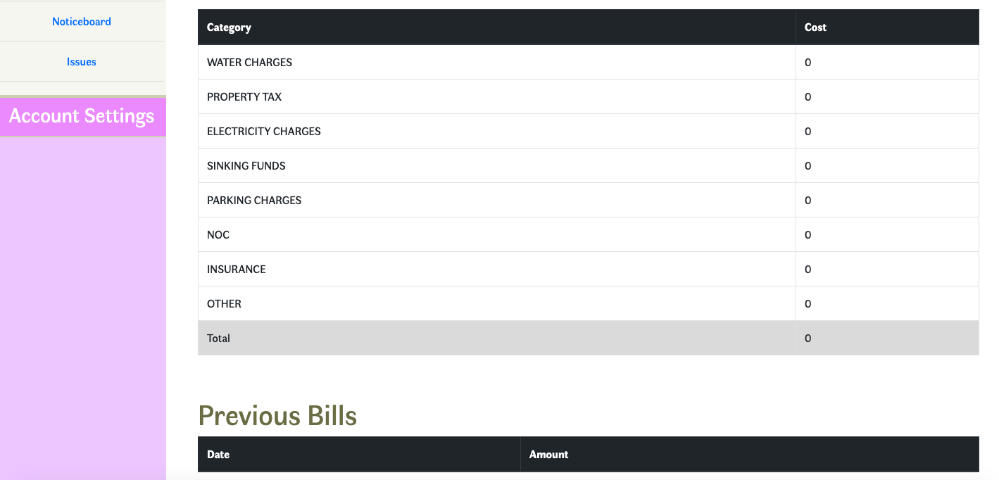 Noticeboard
Issues
Account Settings
Category Cost
WATER CHARGES 0
PROPERTY TAX 0
ELECTRICITY CHARGES 0
SINKING FUNDS 0
PARKING CHARGES 0
NOC 0
INSURANCE 0
OTHER 0
Total 0
Previous Bills
Date Amount